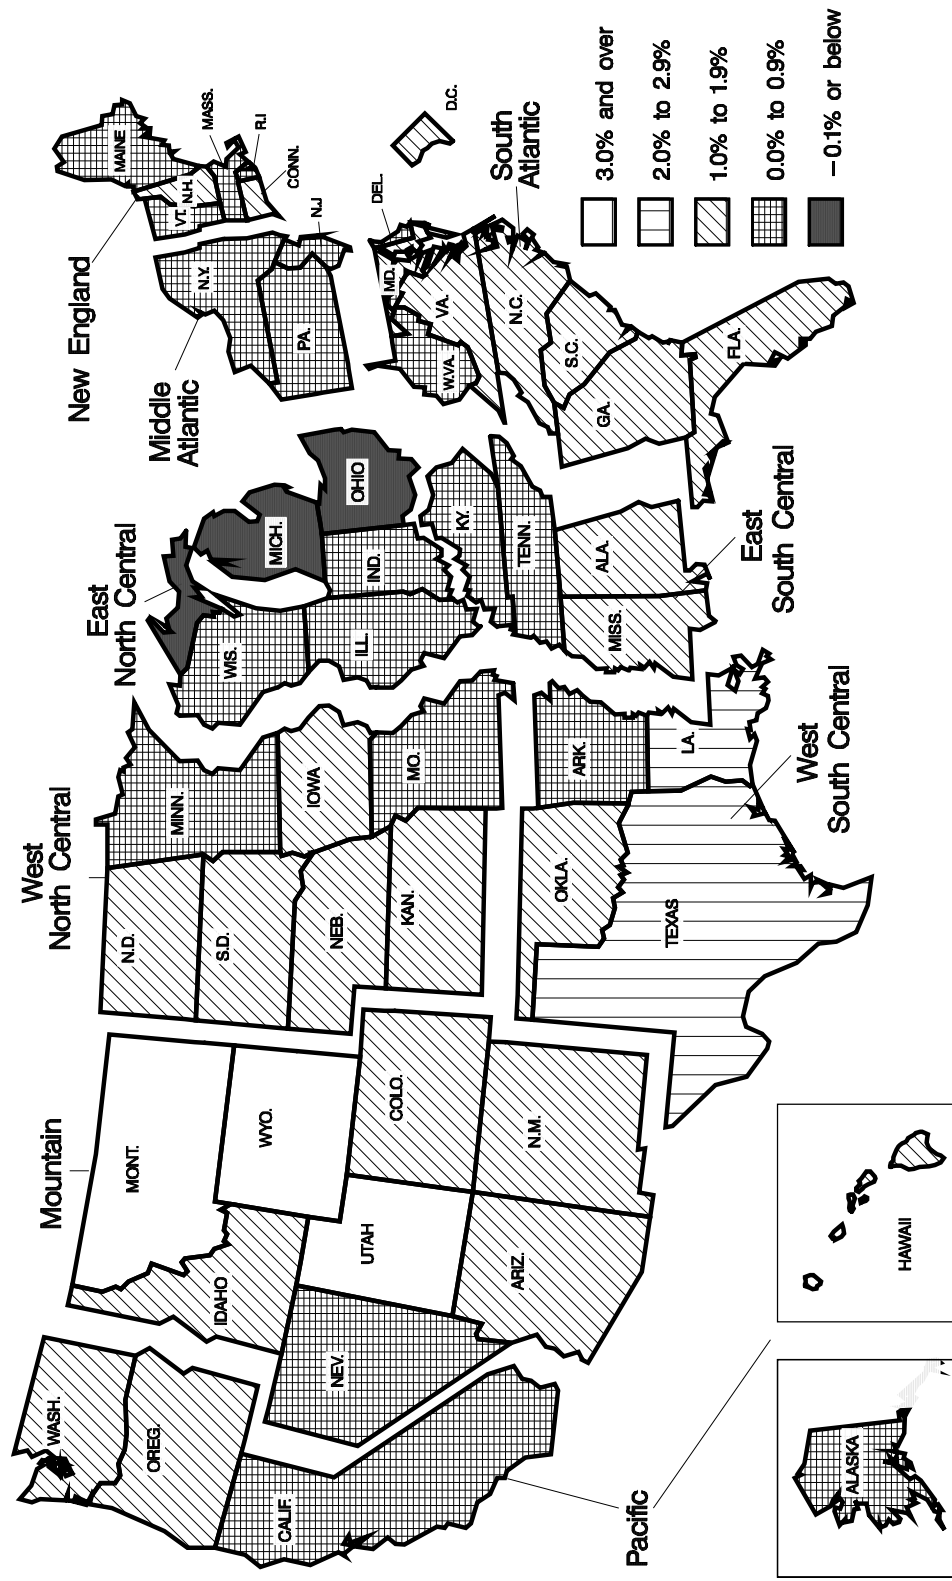 WASH.
OREG.
CALIF.
NEV.
IDAHO
MONT.
WYO.
UTAH
COLO.
ARIZ.
N.M.
Mountain
Pacific
ALASKA
HAWAII
West
North Central
N.D.
S.D.
NEB.
KAN.
MINN.
IOWA
MO.
OKLA.
TEXAS
ARK.
LA.
West
South Central
East
North Central
WIS.
MICH.
ILL.
IND.
OHIO
KY.
TENN.
MISS.
ALA.
East
South Central
New England
MAINE
N.H.
VT.
MASS.
R.I
CONN.
Middle
Atlantic
N.Y.
PA.
N.J
DEL.
MD.
D.C.
W.VA.
VA.
N.C.
S.C.
GA.
FLA.
South
Atlantic
3.0% and over
2.0% to 2.9%
1.0% to 1.9%
0.0% to 0.9%
−0.1% or below